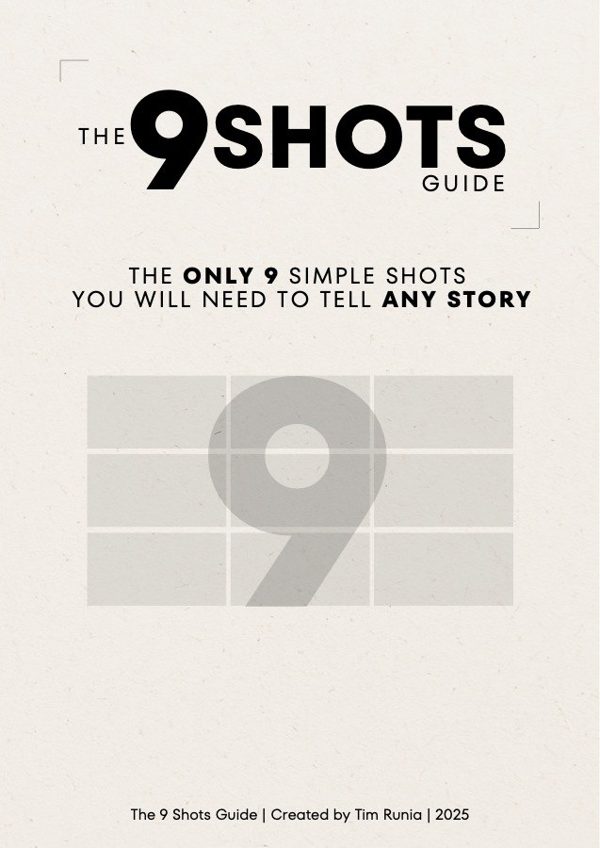 THE 9SHOTS
GUIDE
THE ONLY 9 SIMPLE SHOTS
YOU WILL NEED TO TELL ANY STORY
9
The 9 Shots Guide | Created by Tim Runia | 2025